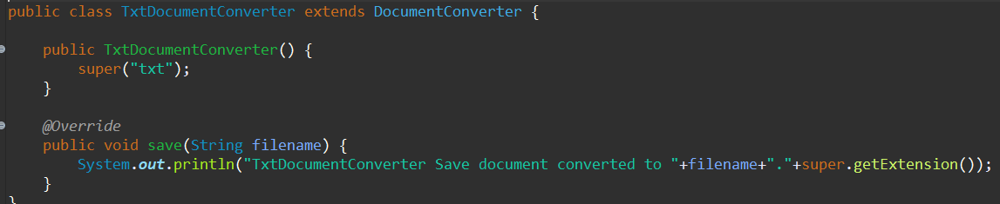 public class TxtDocumentConverter extends DocumentConverter {
public TxtDocumentConverter() {
super("txt");
}
@Override
public void save(String filename) {
System.out.println("TxtDocumentConverter Save document converted to "+filename+"."+super.getExtension());
}
}